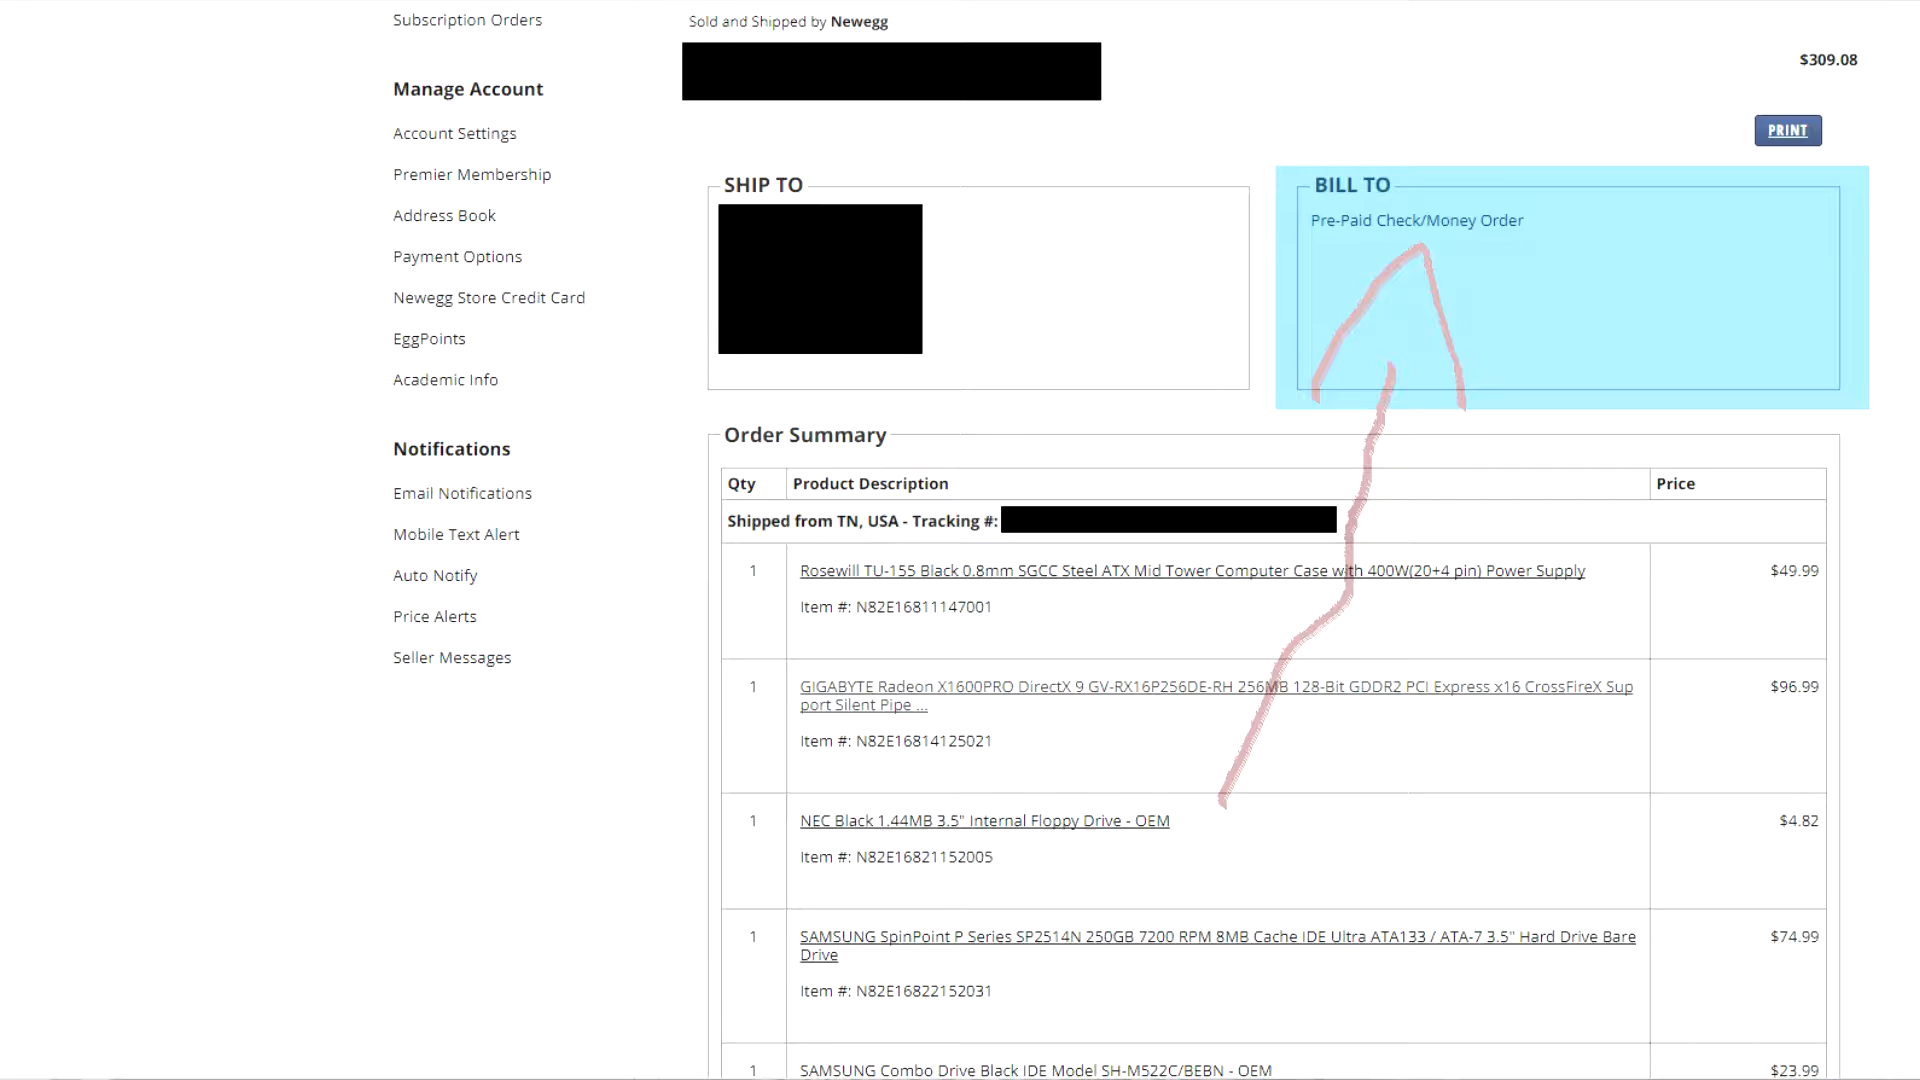 Subscription Orders
Manage Account
Account Settings
Premier Membership
Address Book
Payment Options
Newegg Store Credit Card
EggPoints
Academic Info
Notifications
Email Notifications
Mobile Text Alert
Auto Notify
Price Alerts
Seller Messages
Sold and Shipped by Newegg
$309.08
PRINT
SHIP TO
BILL TO
Pre-Paid Check/Money Order
Order Summary
Qty Product Description Price
Shipped from TN, USA - Tracking #:
1 Rosewill TU-155 Black 0.8mm SGCC Steel ATX Mid Tower Computer Case with 400W(20+4 pin) Power Supply $49.99
Item #: N82E16811147001
1 GIGABYTE Radeon X1600PRO DirectX 9 GV-RX16P256DE-RH 256MB 128-Bit GDDR2 PCI Express x16 CrossFireX Sup $96.99
port Silent Pipe ...
Item #: N82E16814125021
1 NEC Black 1.44MB 3.5" Internal Floppy Drive - OEM $4.82
Item #: N82E16821152005
1 SAMSUNG SpinPoint P Series SP2514N 250GB 7200 RPM 8MB Cache IDE Ultra ATA133 / ATA-7 3.5" Hard Drive Bare $74.99
Drive
Item #: N82E16822152031
1 SAMSUNG Combo Drive Black IDE Model SH-M522C/BEBN - OEM $23.99